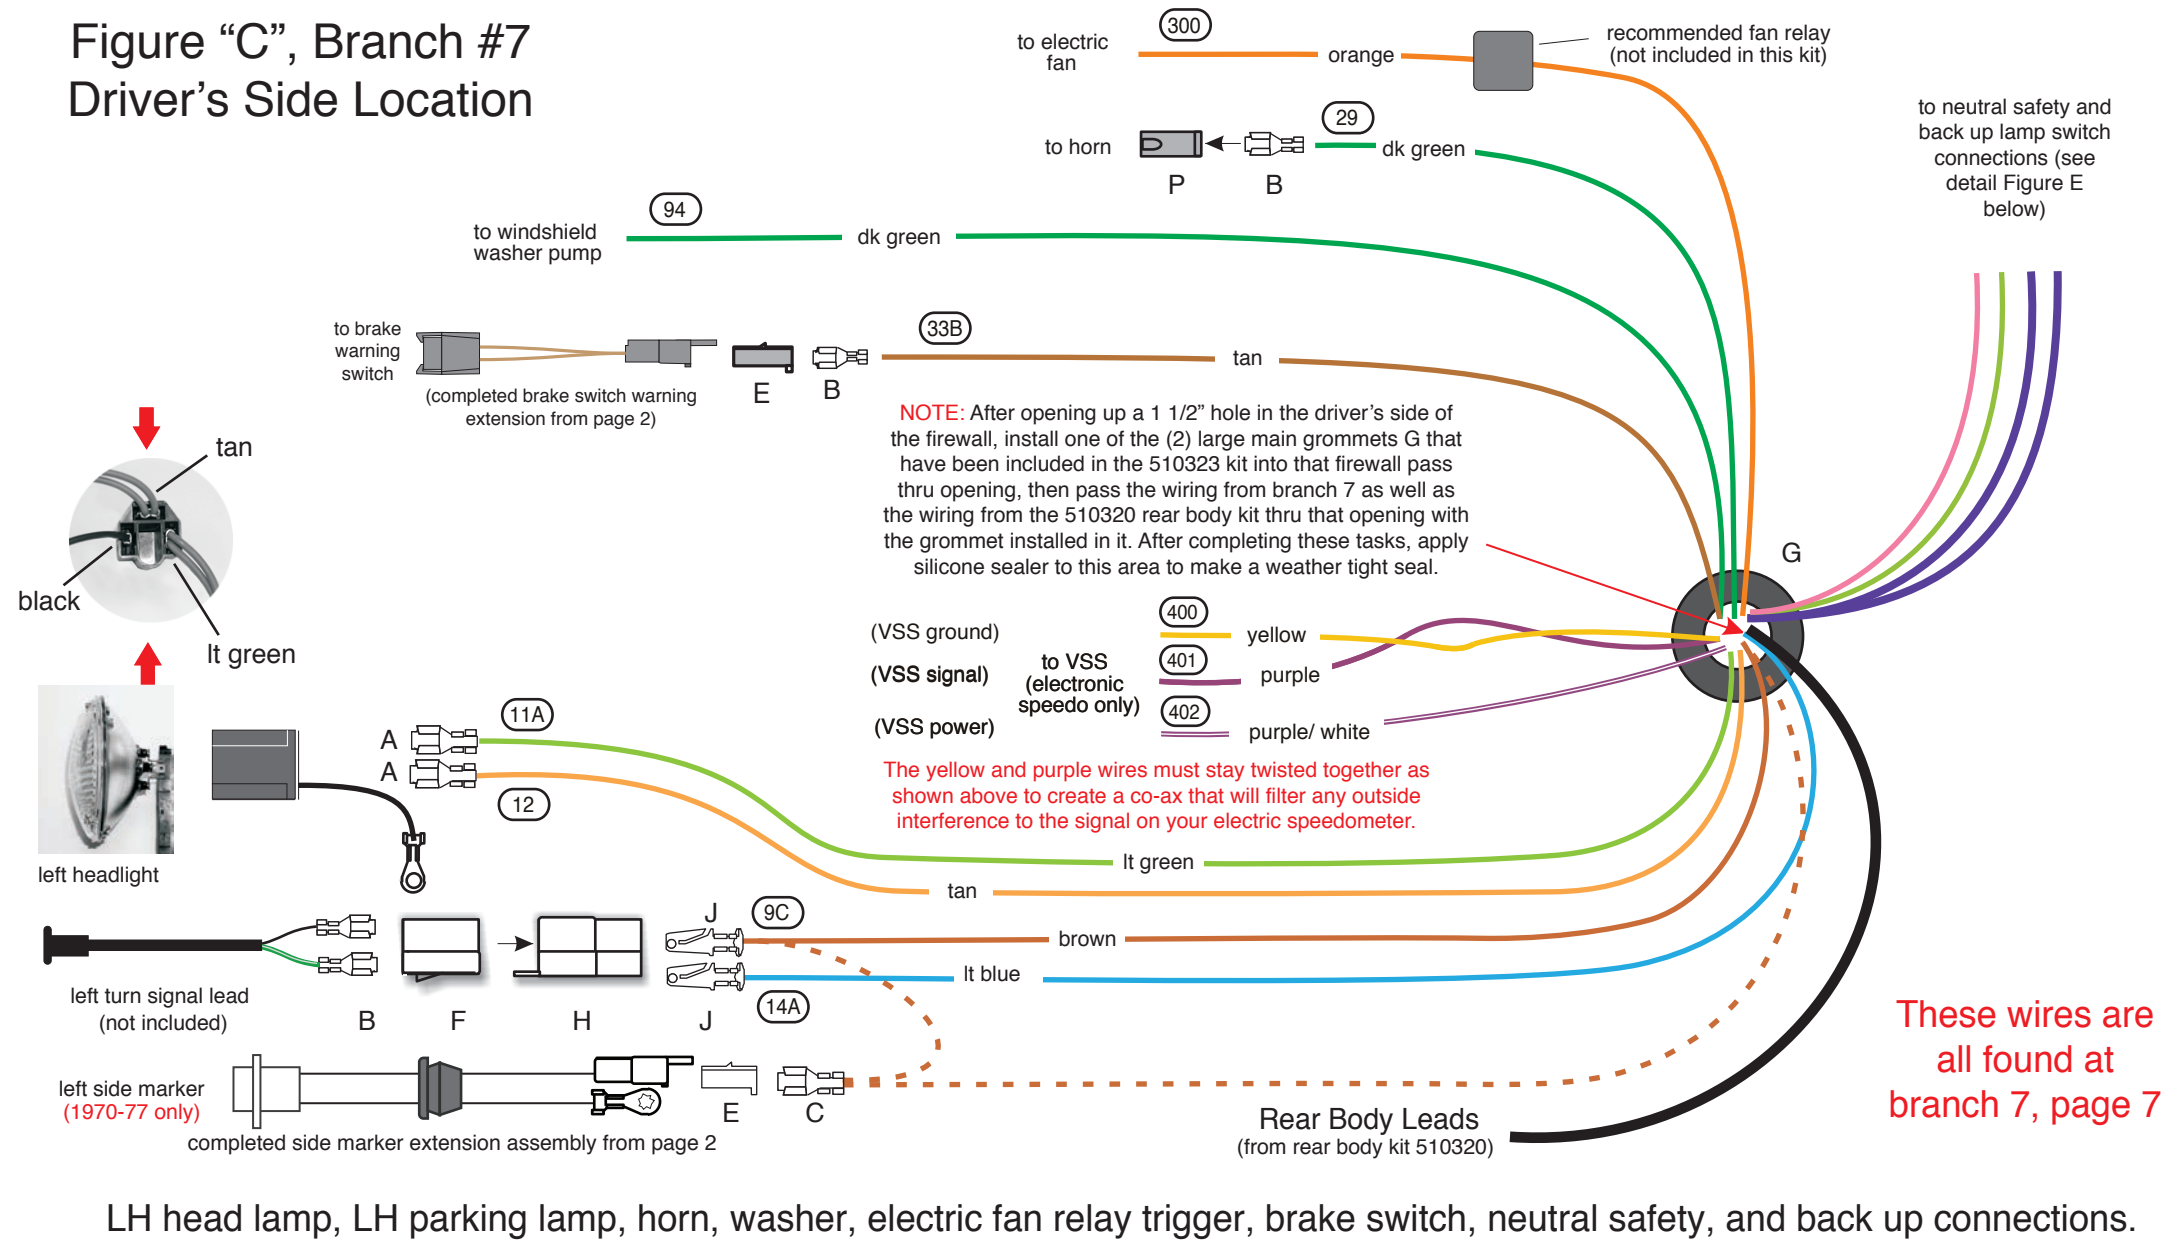 Figure “C”, Branch #7
Driver’s Side Location
300
to electric
fan
orange
recommended fan relay
(not included in this kit)
29
to horn
dk green
P
B
to neutral safety and
back up lamp switch
connections (see
detail Figure E
below)
94
to windshield
washer pump
dk green
33B
to brake
warning
switch
tan
E
B
(completed brake switch warning
extension from page 2)
NOTE: After opening up a 1 1/2” hole in the driver’s side of
the firewall, install one of the (2) large main grommets G that
have been included in the 510323 kit into that firewall pass
thru opening, then pass the wiring from branch 7 as well as
the wiring from the 510320 rear body kit thru that opening with
the grommet installed in it. After completing these tasks, apply
silicone sealer to this area to make a weather tight seal.
G
tan
black
lt green
400
(VSS ground)
yellow
401
(VSS signal)
to VSS
(electronic
speedo only)
purple
402
(VSS power)
purple/ white
The yellow and purple wires must stay twisted together as
shown above to create a co-ax that will filter any outside
interference to the signal on your electric speedometer.
11A
A
A
12
left headlight
lt green
tan
J
9C
brown
lt blue
14A
left turn signal lead
(not included)
B
F
H
J
left side marker
(1970-77 only)
E
C
completed side marker extension assembly from page 2
Rear Body Leads
(from rear body kit 510320)
These wires are
all found at
branch 7, page 7
LH head lamp, LH parking lamp, horn, washer, electric fan relay trigger, brake switch, neutral safety, and back up connections.